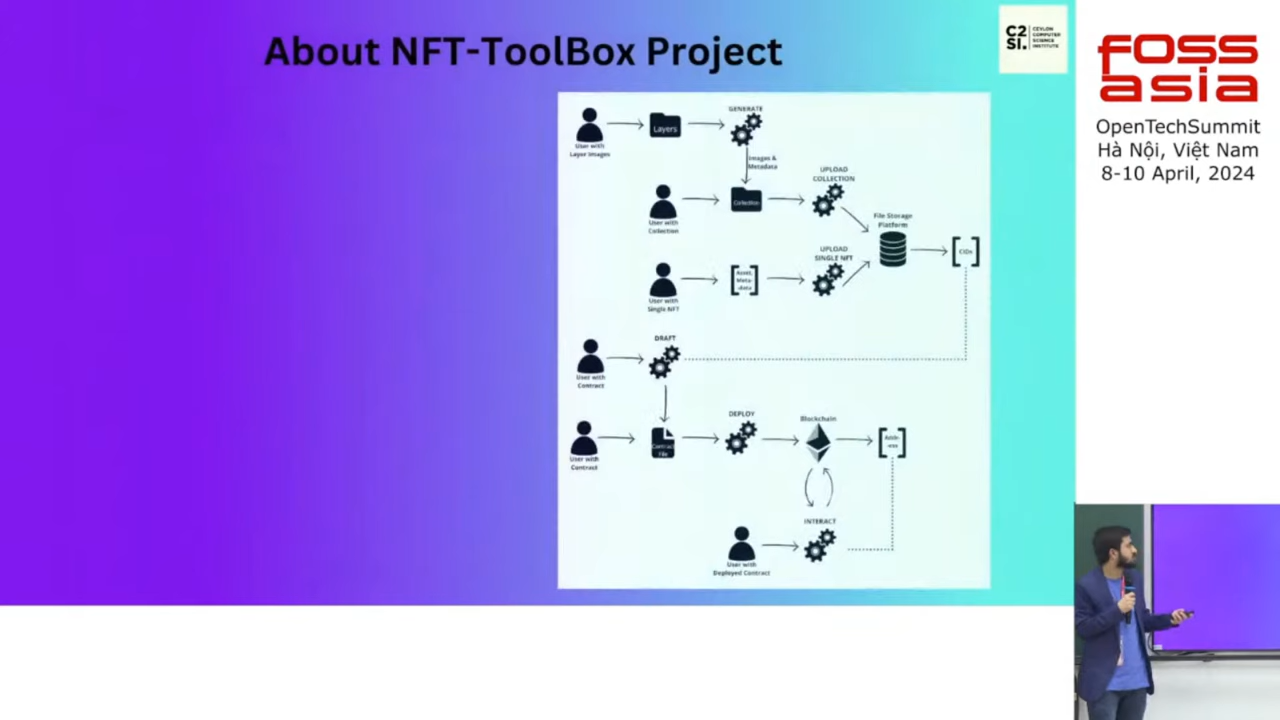 About NFT-ToolBox Project
C2
SI.
CEYLON
COMPUTER
SCIENCE
INSTITUTE
FOSS
asia
OpenTechSummit
Hà Nội, Việt Nam
8-10 April, 2024
User with
Layer Images
Layers
GENERATE
Images &
Metadata
User with
Collection
Collection
UPLOAD
COLLECTION
File Storage
Platform
CIDs
User with
Single NFT
Asset,
Meta-
data
UPLOAD
SINGLE NFT
User with
Contract
DRAFT
User with
Contract
Contract
File
DEPLOY
Blockchain
Addr-
ess
User with
Deployed Contract
INTERACT